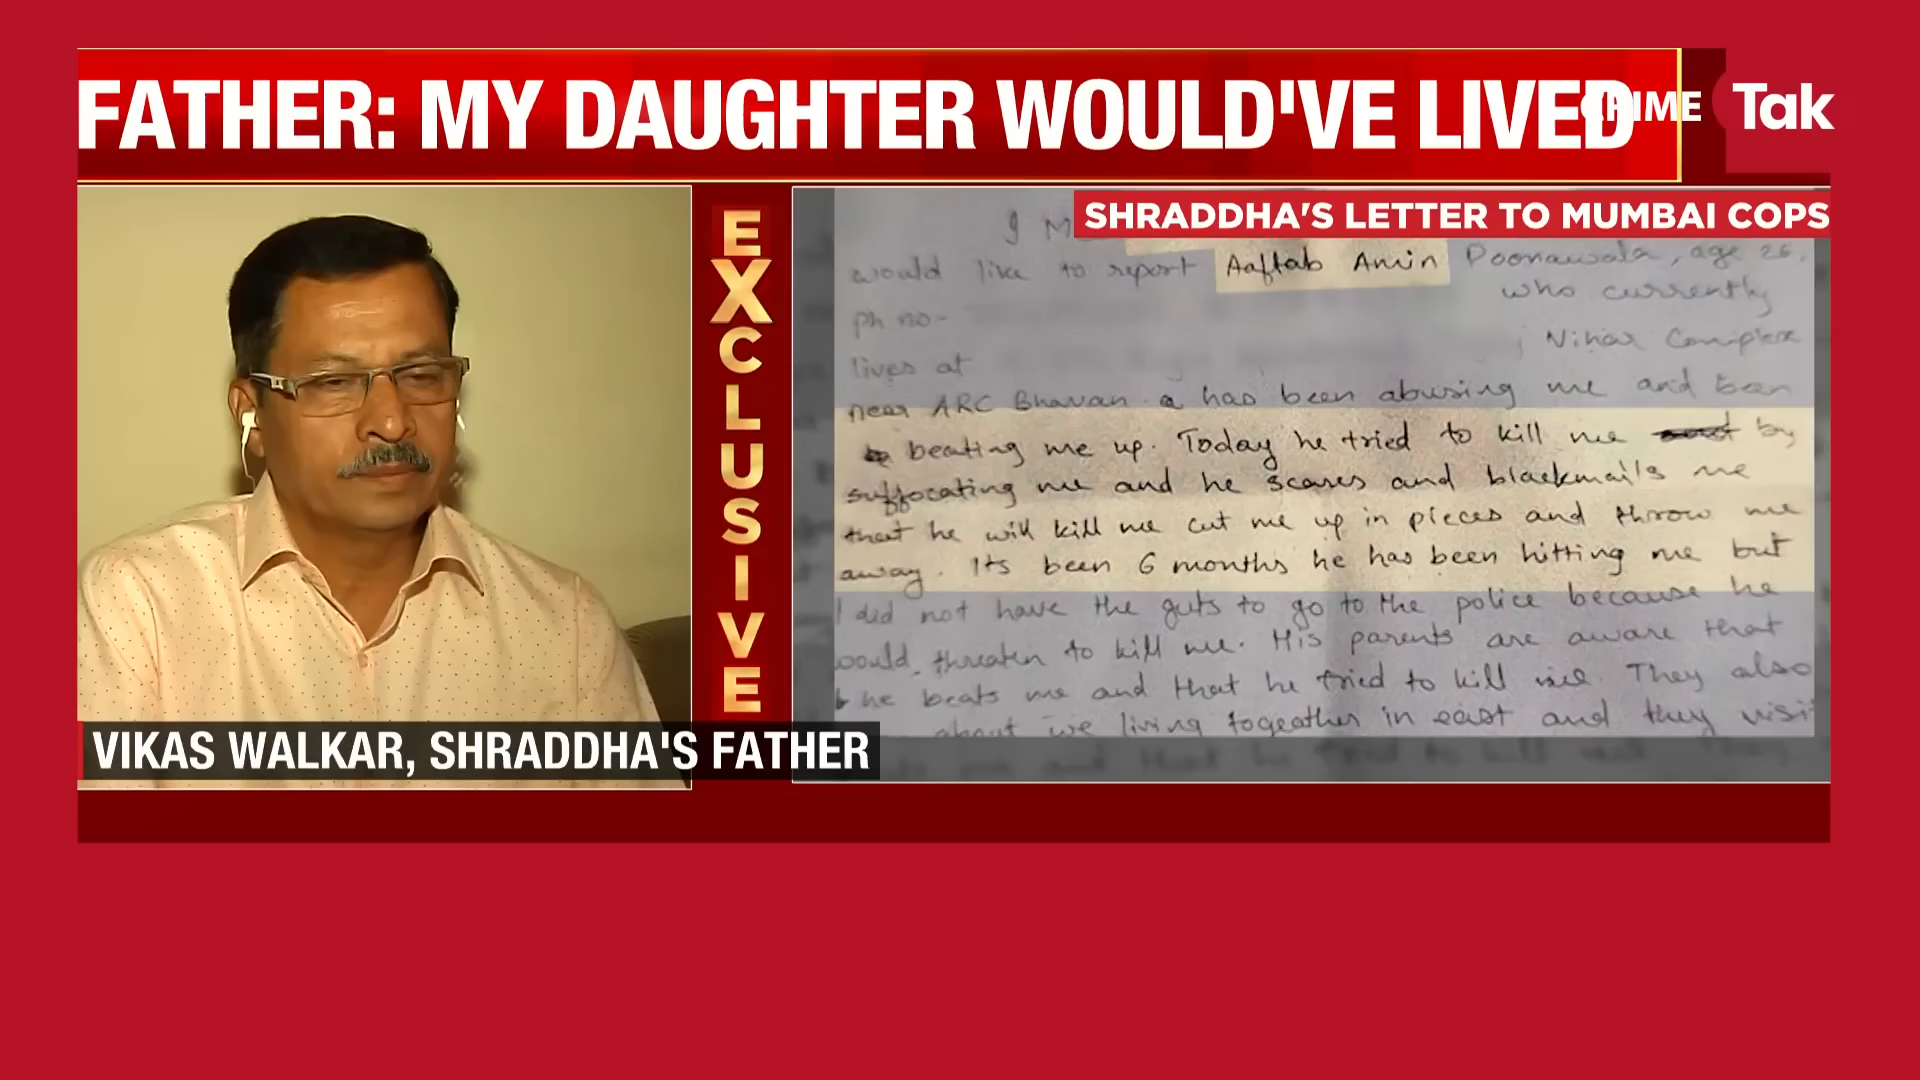 FATHER: MY DAUGHTER WOULD'VE LIVED
CRIME Tak
EXCLUSIVE
VIKAS WALKAR, SHRADDHA'S FATHER
SHRADDHA'S LETTER TO MUMBAI COPS
I M
would like to report Aaftab Amin Poonawala, age 26,
ph no- who currently
lives at Nihar Complex
near ARC Bhavan. a has been abusing me and been
beating me up. Today he tried to kill me by
suffocating me and he scares and blackmails me
that he will kill me cut me up in pieces and throw me
away. Its been 6 months he has been hitting me but
I did not have the guts to go to the police because he
would threaten to kill me. His parents are aware that
he beats me and that he tried to kill me. They also
about we living togeather in east and they visi